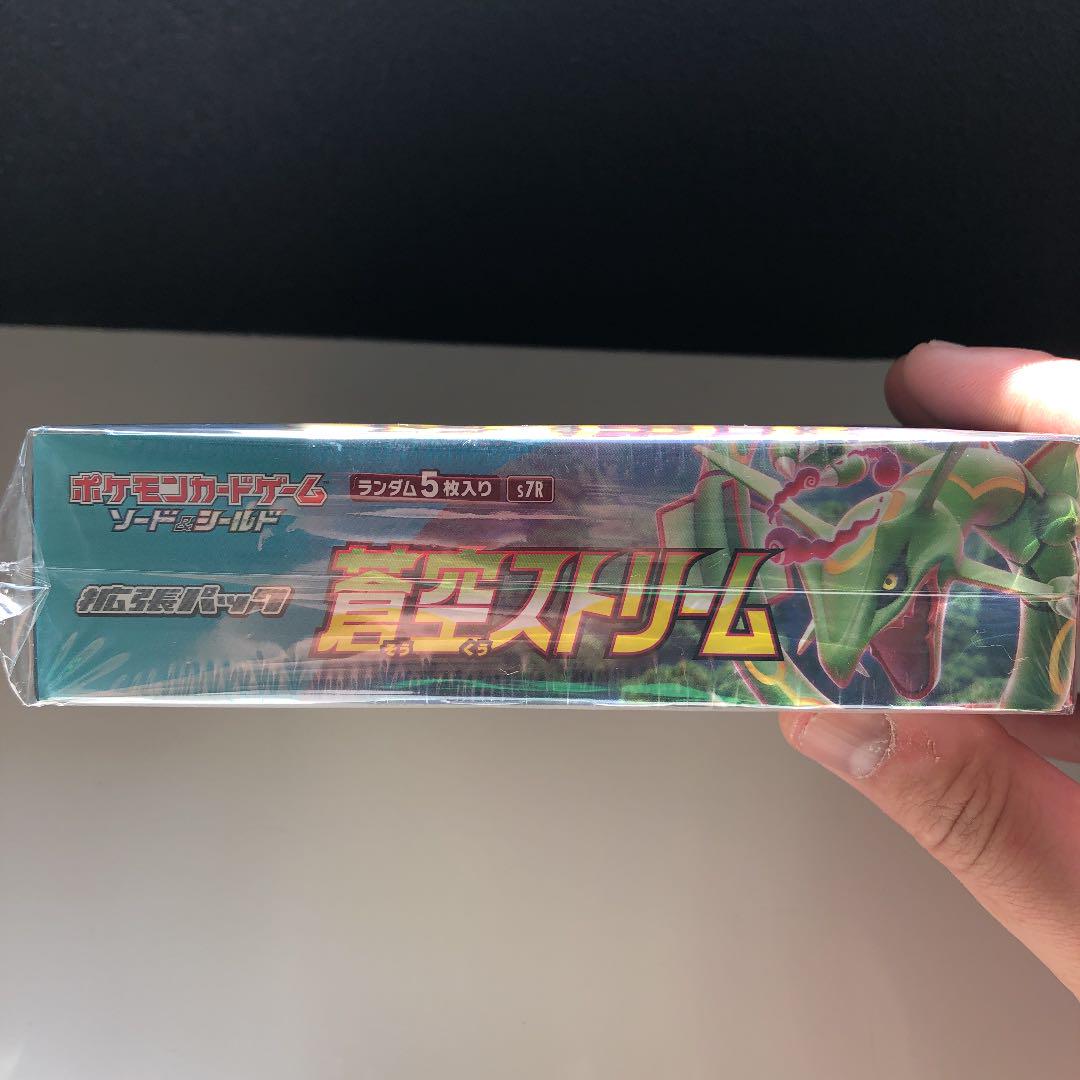 ポケモンカードゲーム
ソード&シールド
ランダム5枚入り s7R
拡張パック
蒼空ストリーム
そう くう